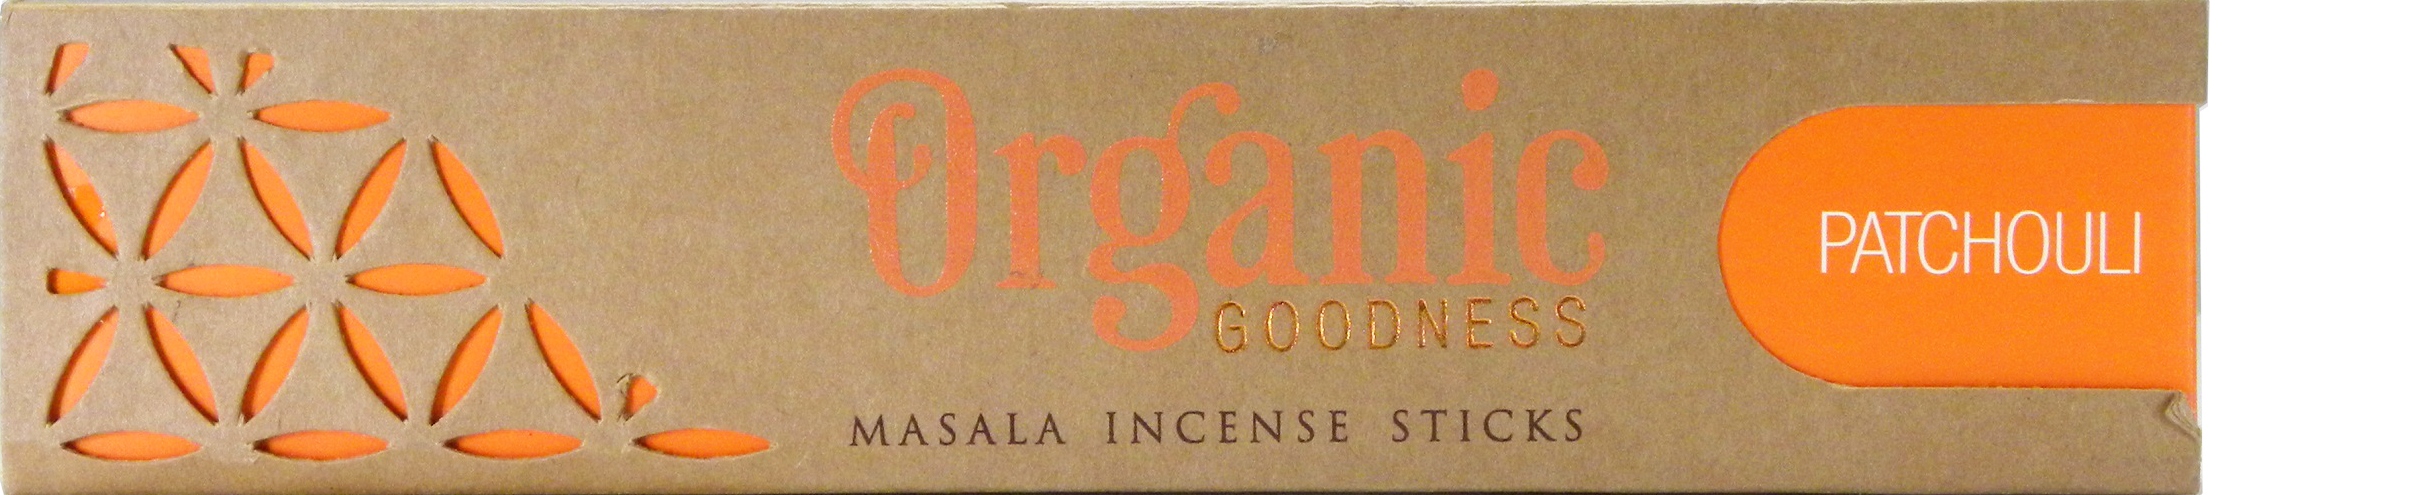 Organic
GOODNESS
MASALA INCENSE STICKS
PATCHOULI